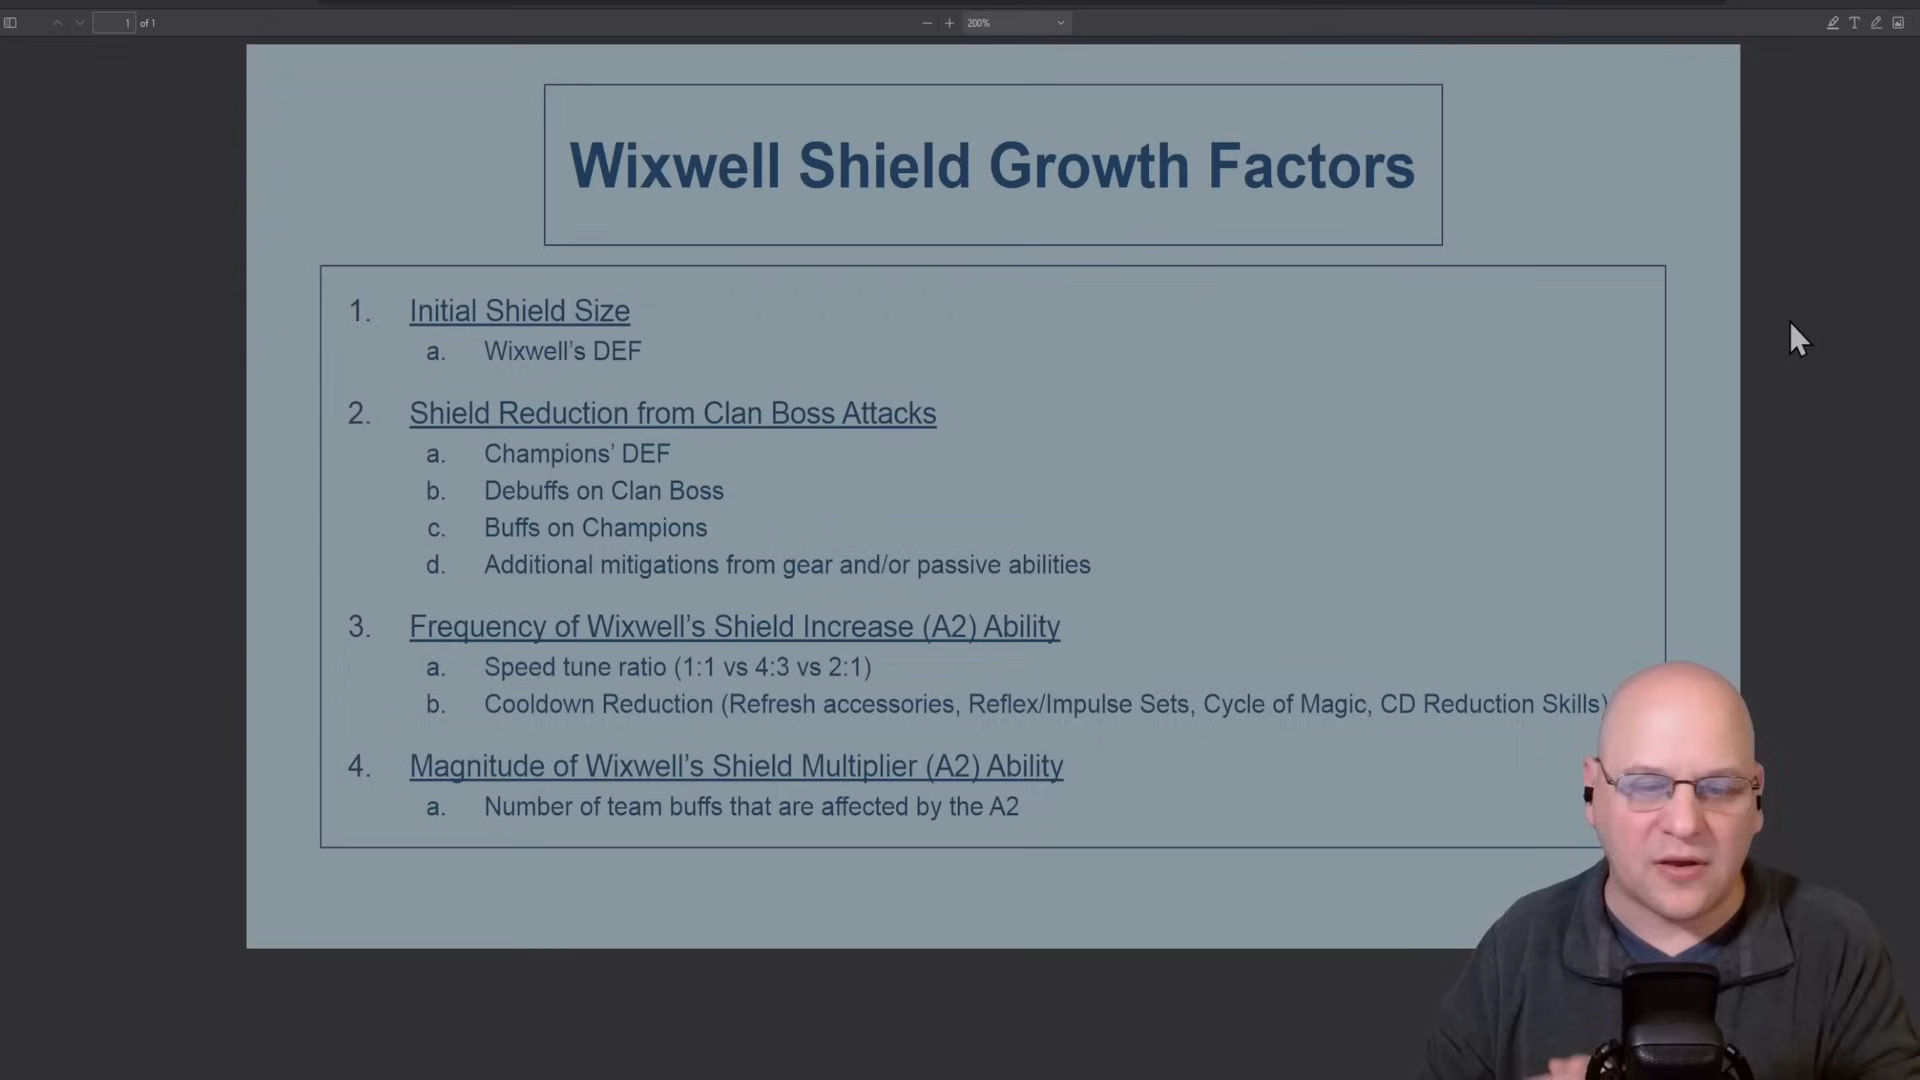 1 of 1
200%
Wixwell Shield Growth Factors
1. Initial Shield Size
a. Wixwell’s DEF
2. Shield Reduction from Clan Boss Attacks
a. Champions’ DEF
b. Debuffs on Clan Boss
c. Buffs on Champions
d. Additional mitigations from gear and/or passive abilities
3. Frequency of Wixwell’s Shield Increase (A2) Ability
a. Speed tune ratio (1:1 vs 4:3 vs 2:1)
b. Cooldown Reduction (Refresh accessories, Reflex/Impulse Sets, Cycle of Magic, CD Reduction Skills)
4. Magnitude of Wixwell’s Shield Multiplier (A2) Ability
a. Number of team buffs that are affected by the A2